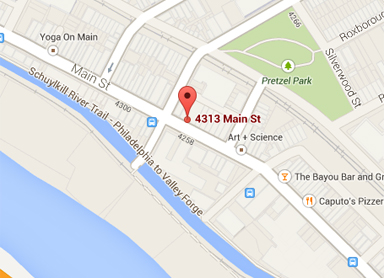 4266
Roxborough
Yoga On Main
Silverwood St
Pretzel Park
Main St
4300
4313 Main St
4258
Art + Science
Schuylkill River Trail - Philadelphia to Valley Forge
The Bayou Bar and Gr
Caputo's Pizzer